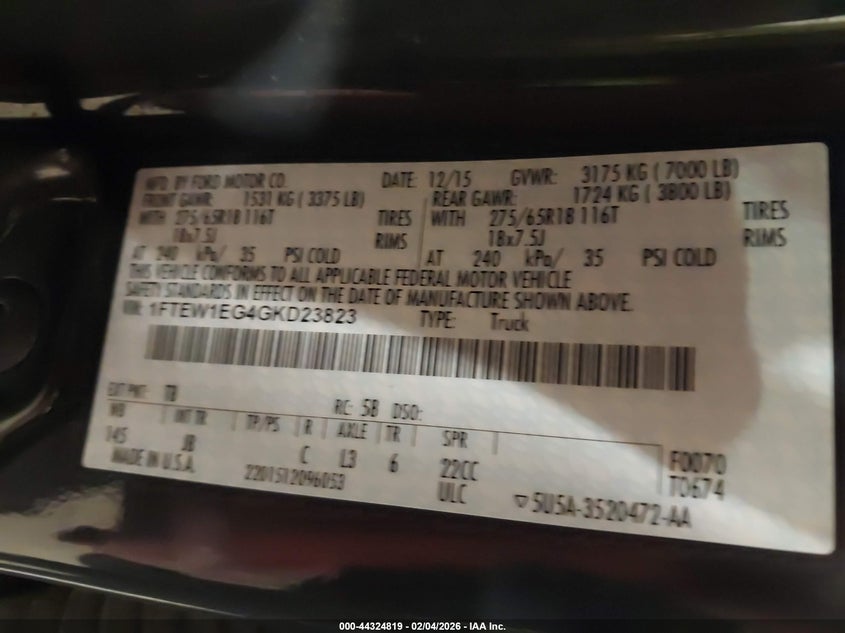 MFD. BY FORD MOTOR CO. DATE: 12/15 GVWR: 3175 KG ( 7000 LB)
FRONT GAWR: 1531 KG ( 3375 LB) REAR GAWR: 1724 KG ( 3800 LB)
WITH 275/65R18 116T TIRES WITH 275/65R18 116T TIRES
18x7.5J RIMS 18x7.5J RIMS
AT 240 kPa/ 35 PSI COLD AT 240 kPa/ 35 PSI COLD
THIS VEHICLE CONFORMS TO ALL APPLICABLE FEDERAL MOTOR VEHICLE
SAFETY STANDARDS IN EFFECT ON THE DATE OF MANUFACTURE SHOWN ABOVE.
VIN: 1FTEW1EG4GKD23823 TYPE: Truck
EXT PNT: RC: 5B DSO:
WB INT TR TP/PS R AXLE TR SPR
145 JB C L3 6 22CC F0070
MADE IN U.S.A. 2201512096053 ULC T0674
▽ 5U5A-3520472-AA
000-44324819 - 02/04/2026 - IAA Inc.